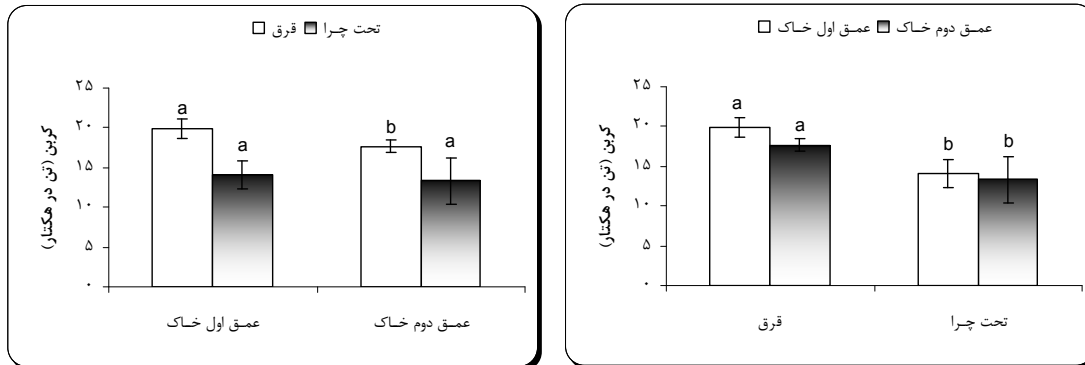 قرق تحت چـرا
کربن (تن در هکتار)
۲۵
۲۰
۱۵
۱۰
۵
۰
a
a
b
a
عمـق اول خـاک عمـق دوم خـاک
عمـق اول خـاک عمـق دوم خـاک
کربن (تن در هکتار)
۲۵
۲۰
۱۵
۱۰
۵
۰
a
a
b
b
قرق تحت چـرا